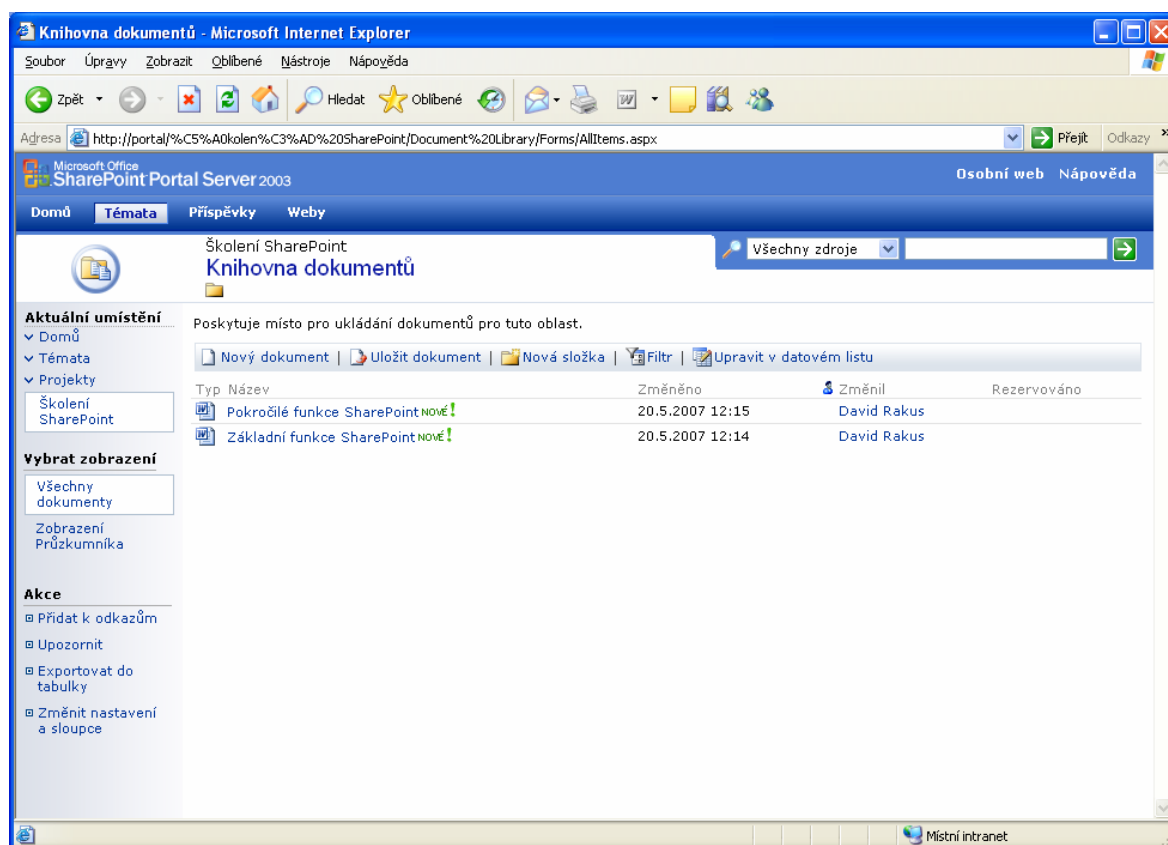 Knihovna dokumentů - Microsoft Internet Explorer
Soubor Úpravy Zobrazit Oblíbené Nástroje Nápověda
Zpět Hledat Oblíbené
Adresa http://portal/%C5%A0kolen%C3%AD%20SharePoint/Document%20Library/Forms/AllItems.aspx Přejít Odkazy »
Microsoft Office
SharePoint Portal Server 2003 Osobní web Nápověda
Domů Témata Příspěvky Weby
Školení SharePoint
Knihovna dokumentů
Všechny zdroje
Aktuální umístění
Domů
Témata
Projekty
Školení
SharePoint
Vybrat zobrazení
Všechny
dokumenty
Zobrazení
Průzkumníka
Akce
Přidat k odkazům
Upozornit
Exportovat do
tabulky
Změnit nastavení
a sloupce
Poskytuje místo pro ukládání dokumentů pro tuto oblast.
Nový dokument | Uložit dokument | Nová složka | Filtr | Upravit v datovém listu
Typ Název Změněno Změnil Rezervováno
Pokročilé funkce SharePoint NOVÉ! 20.5.2007 12:15 David Rakus
Základní funkce SharePoint NOVÉ! 20.5.2007 12:14 David Rakus
Místní intranet